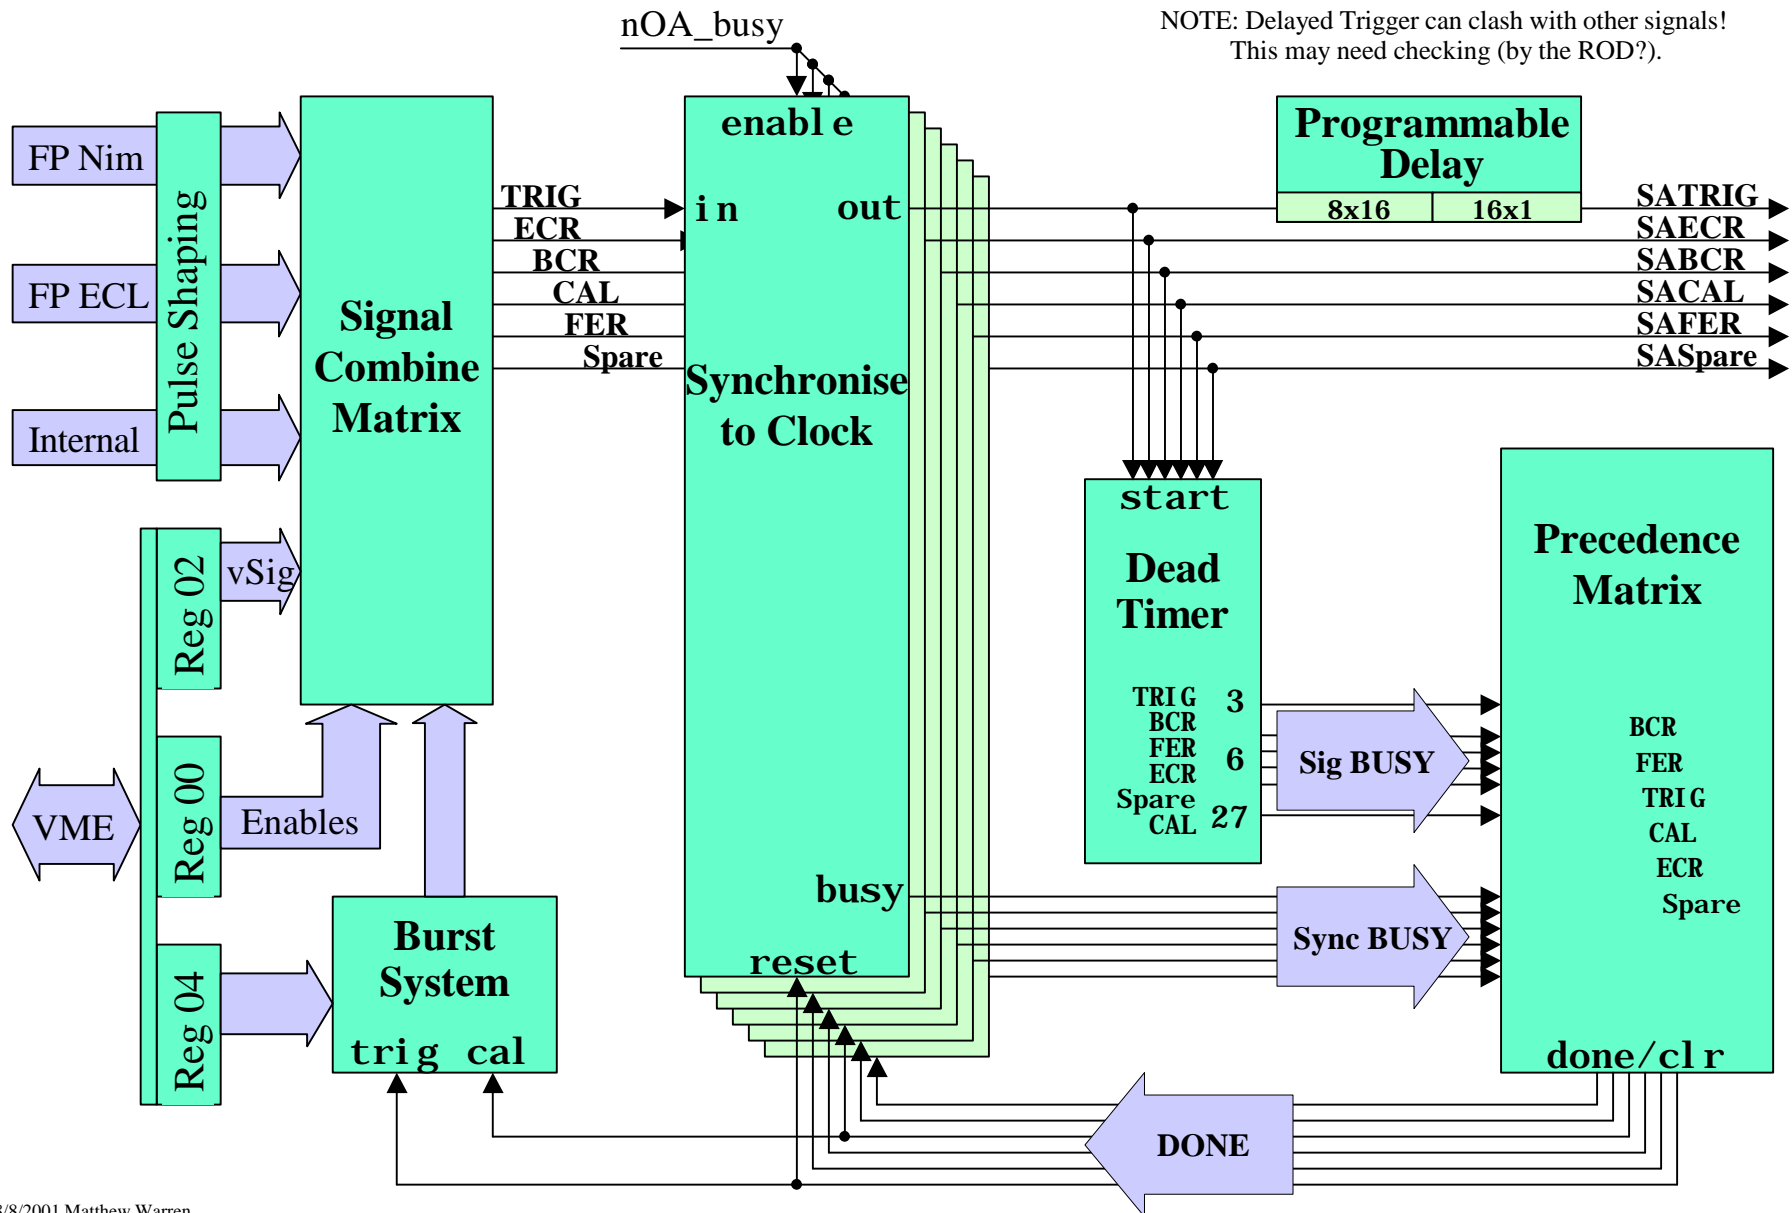 nOA_busy
NOTE: Delayed Trigger can clash with other signals!
This may need checking (by the ROD?).
FP Nim
FP ECL
Internal
Pulse Shaping
Signal
Combine
Matrix
TRIG
ECR
BCR
CAL
FER
Spare
enable
in
out
Synchronise
to Clock
busy
reset
Programmable
Delay
8x16
16x1
SATRIG
SAECR
SABCR
SACAL
SAFER
SASpare
start
Dead
Timer
TRIG 3
BCR
FER 6
ECR
Spare
CAL 27
Sig BUSY
Sync BUSY
Precedence
Matrix
BCR
FER
TRIG
CAL
ECR
Spare
done/clr
DONE
VME
Reg 02
vSig
Reg 00
Enables
Reg 04
Burst
System
trig cal
8/8/2001 Matthew Warren